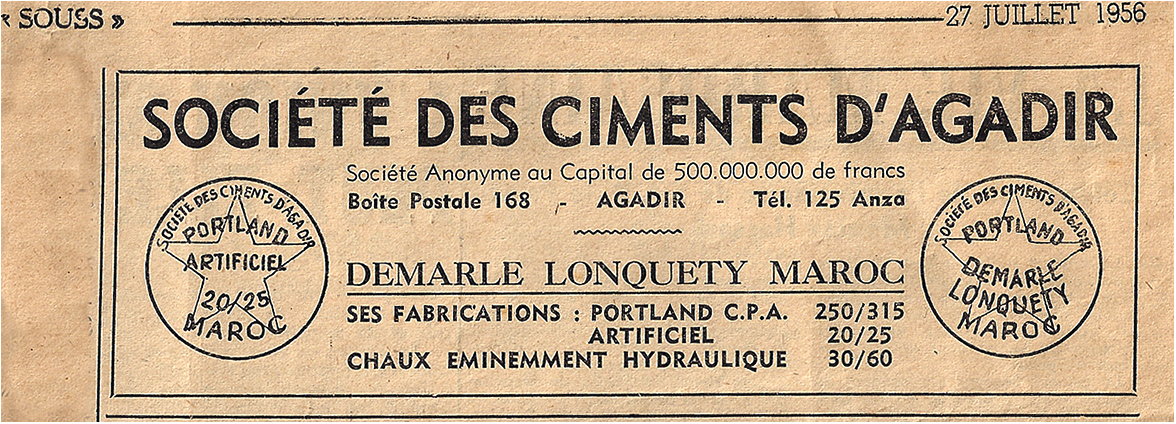 « SOUSS »
27 JUILLET 1956
SOCIÉTÉ DES CIMENTS D'AGADIR
Société Anonyme au Capital de 500.000.000 de francs
Boîte Postale 168 - AGADIR - Tél. 125 Anza
SOCIÉTÉ DES CIMENTS D'AGADIR
PORTLAND
ARTIFICIEL
20/25
MAROC
DEMARLE LONQUETY MAROC
SES FABRICATIONS : PORTLAND C.P.A. 250/315
ARTIFICIEL 20/25
CHAUX EMINEMMENT HYDRAULIQUE 30/60
SOCIÉTÉ DES CIMENTS D'AGADIR
PORTLAND
DEMARLE
LONQUETY
MAROC